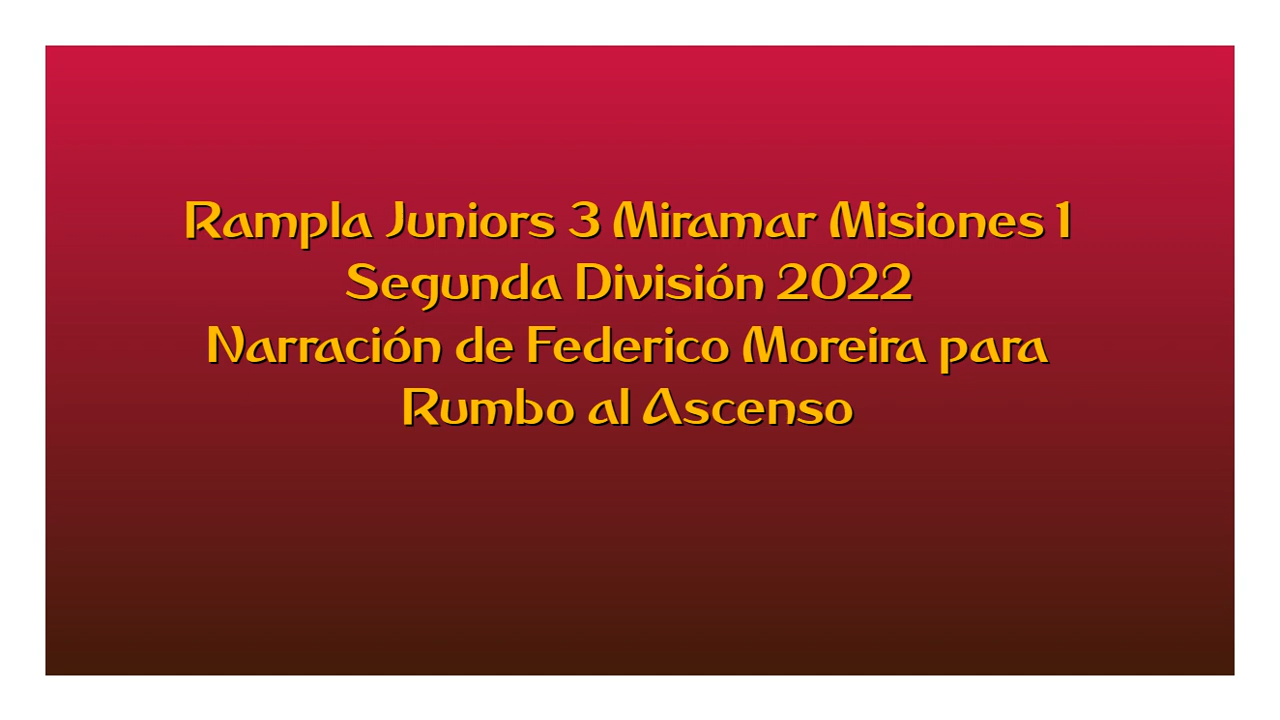 Rampla Juniors 3 Miramar Misiones 1
Segunda División 2022
Narración de Federico Moreira para
Rumbo al Ascenso